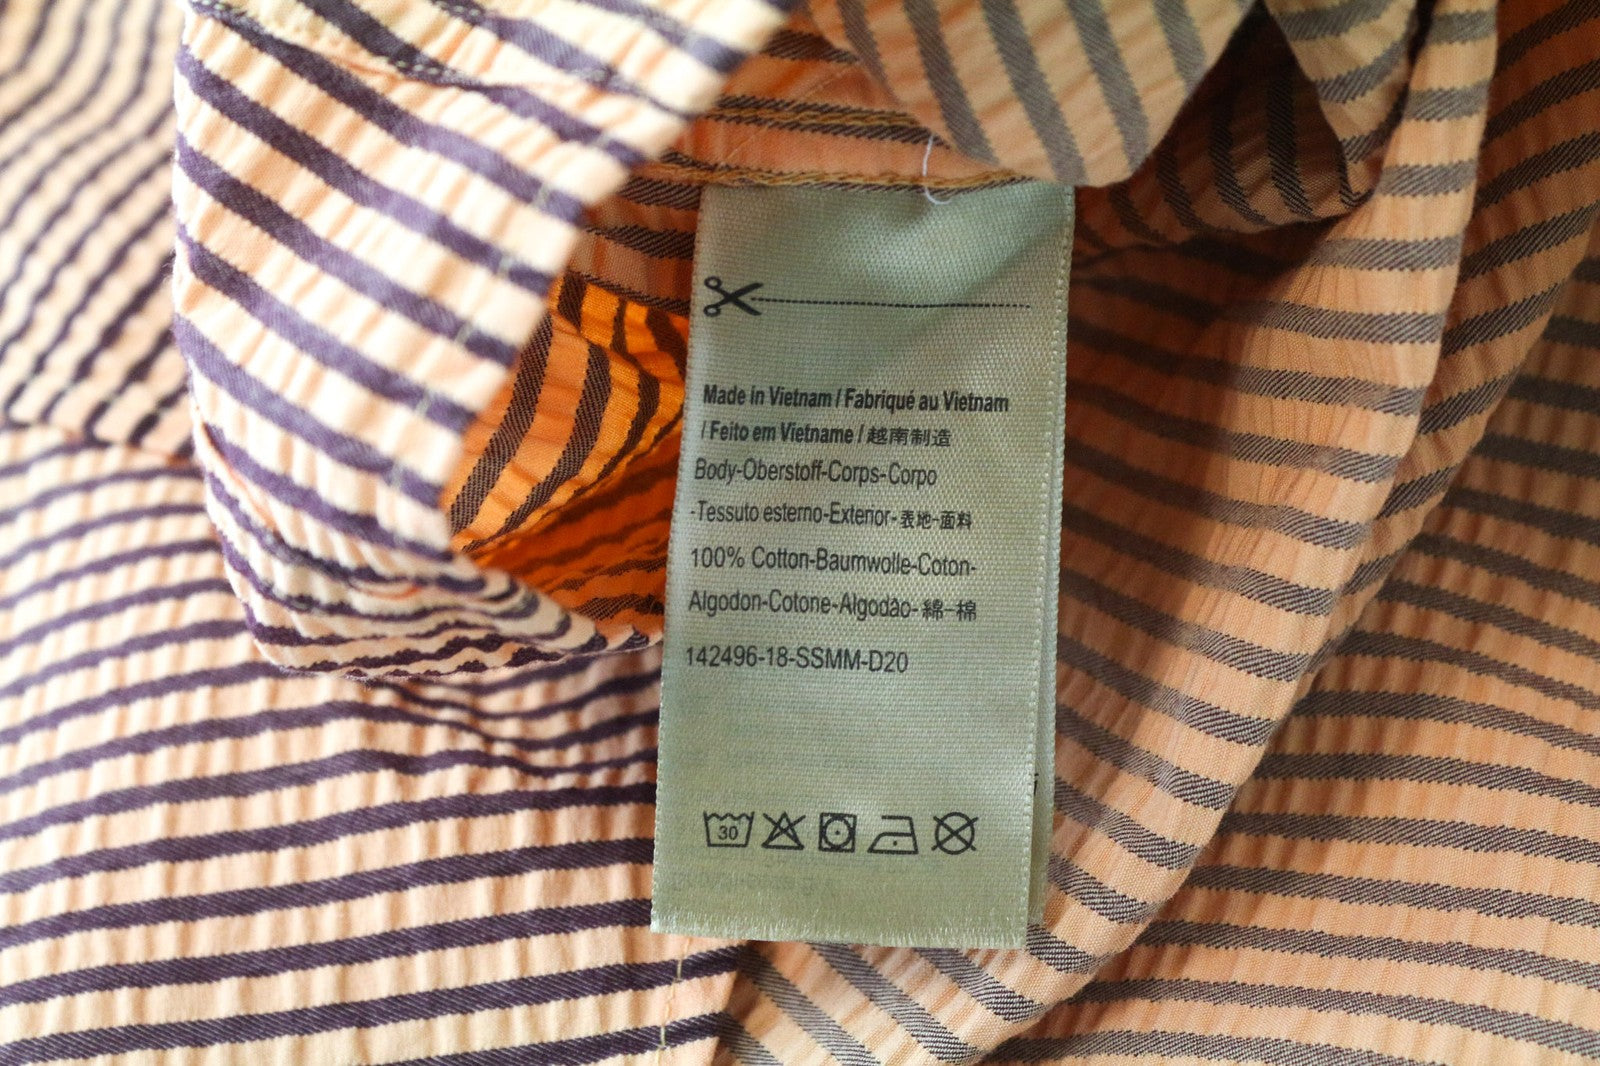 Made in Vietnam / Fabriqué au Vietnam
/ Feito em Vietname / 越南制造
Body-Oberstoff-Corps-Corpo
-Tessuto esterno-Exterior-表地-面料
100% Cotton-Baumwolle-Coton-
Algodon-Cotone-Algodão-綿-棉
142496-18-SSMM-D20
30